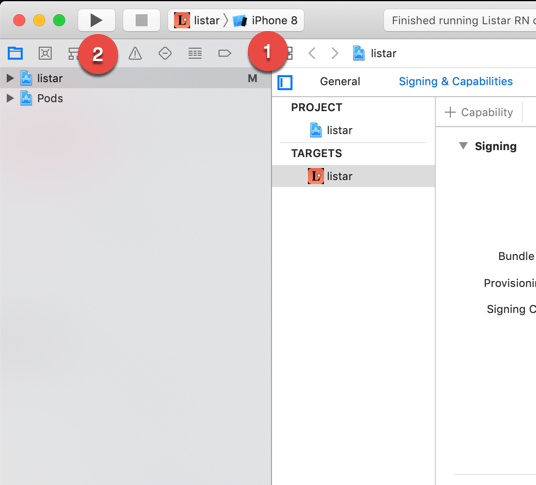 listar
iPhone 8
Finished running Listar RN
2
1
listar
General
Signing & Capabilities
listar
M
Pods
PROJECT
listar
TARGETS
L listar
+ Capability
Signing
Bundle
Provisioni
Signing C